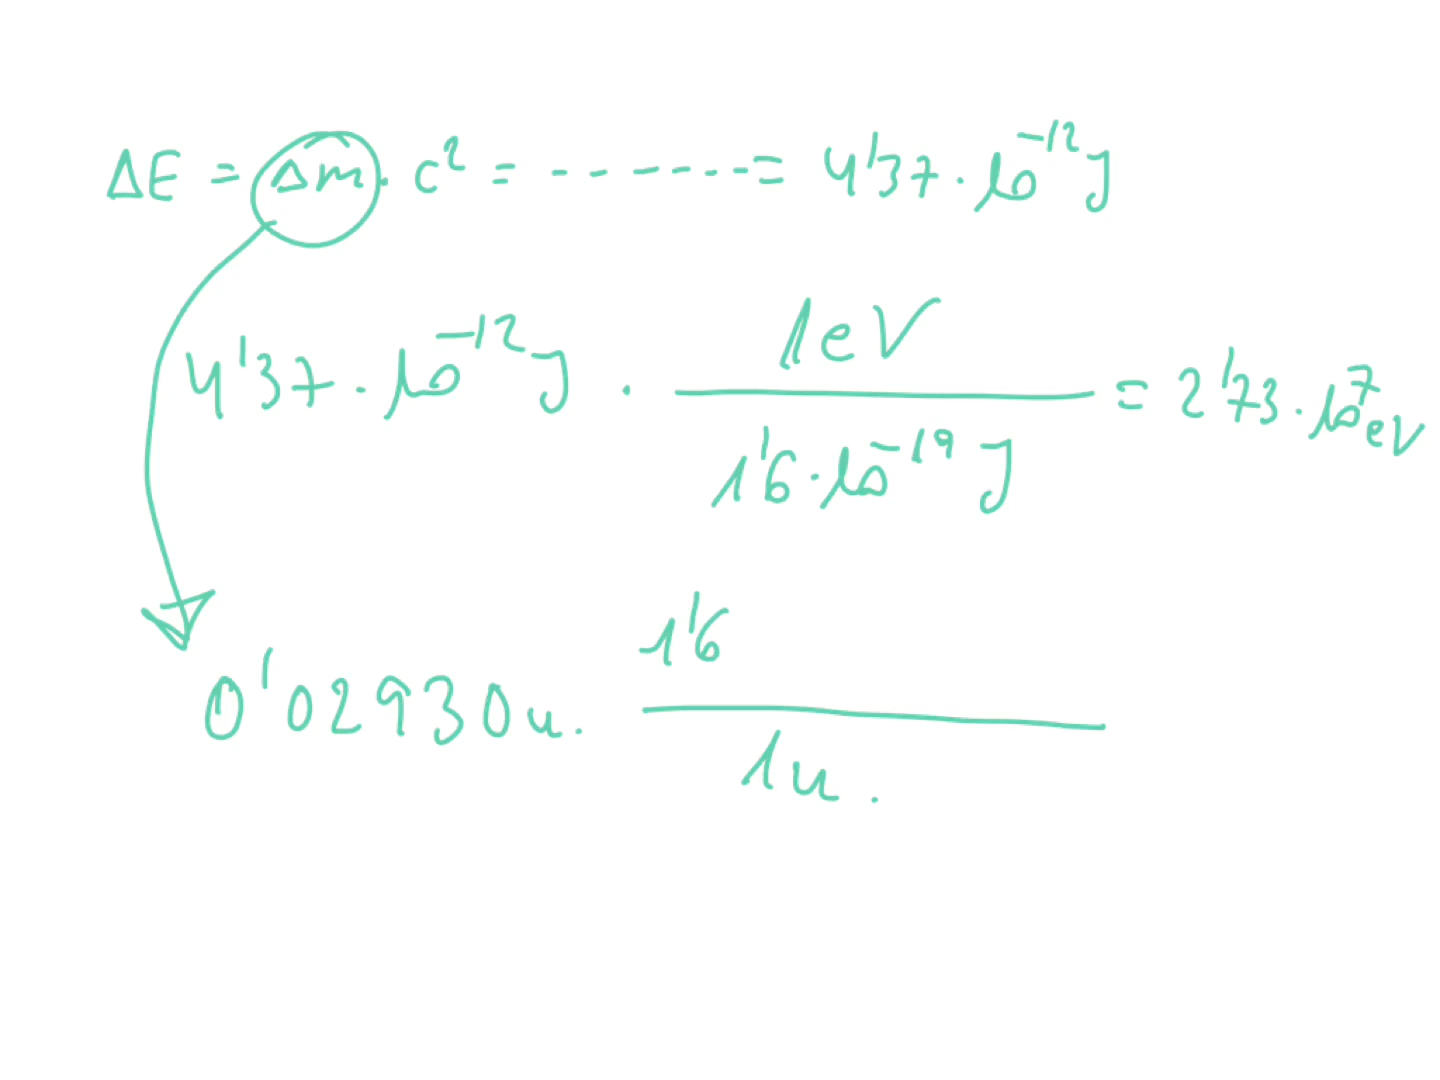 ΔE = Δm · c² = - - - - - - = 4'37 · 10⁻¹² J
4'37 · 10⁻¹² J · 1eV / 1'6 · 10⁻¹⁹ J = 2'73 · 10⁷ eV
0'02930u · 1'6 / 1u .